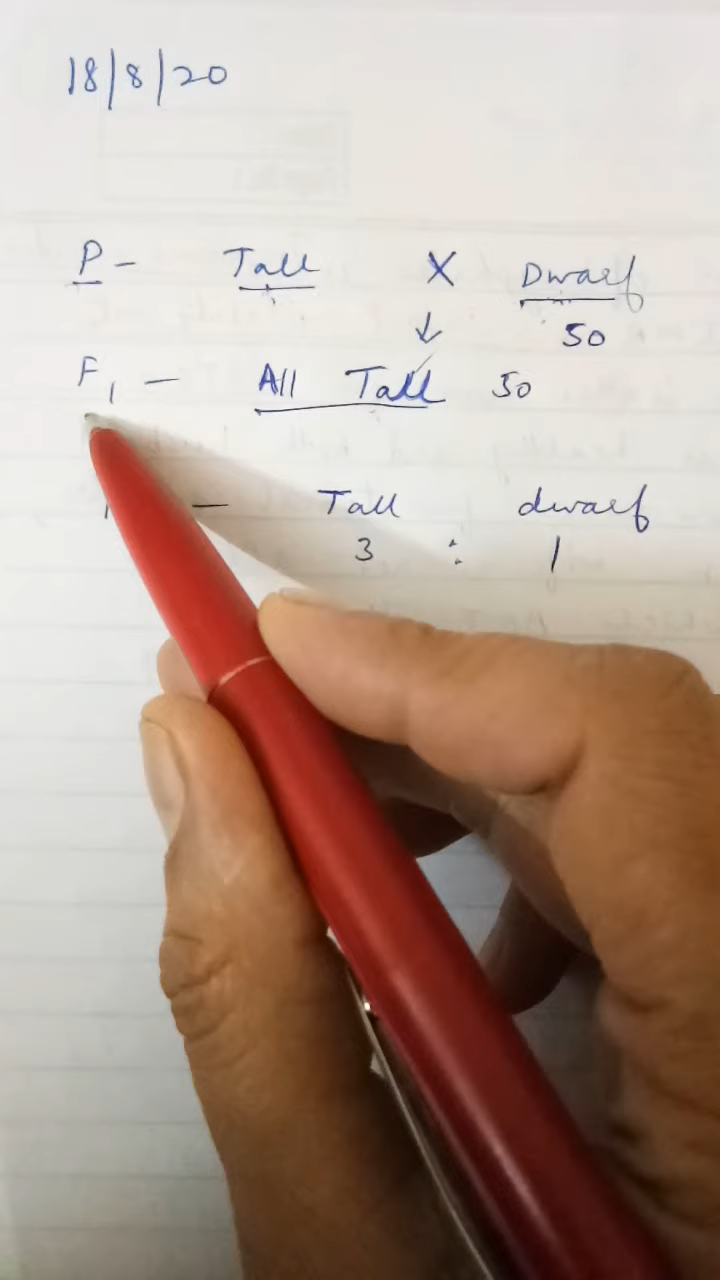 18/8/20
P - Tall X Dwarf
↓ 50
F1 - All Tall 50
- Tall dwarf
3 : 1